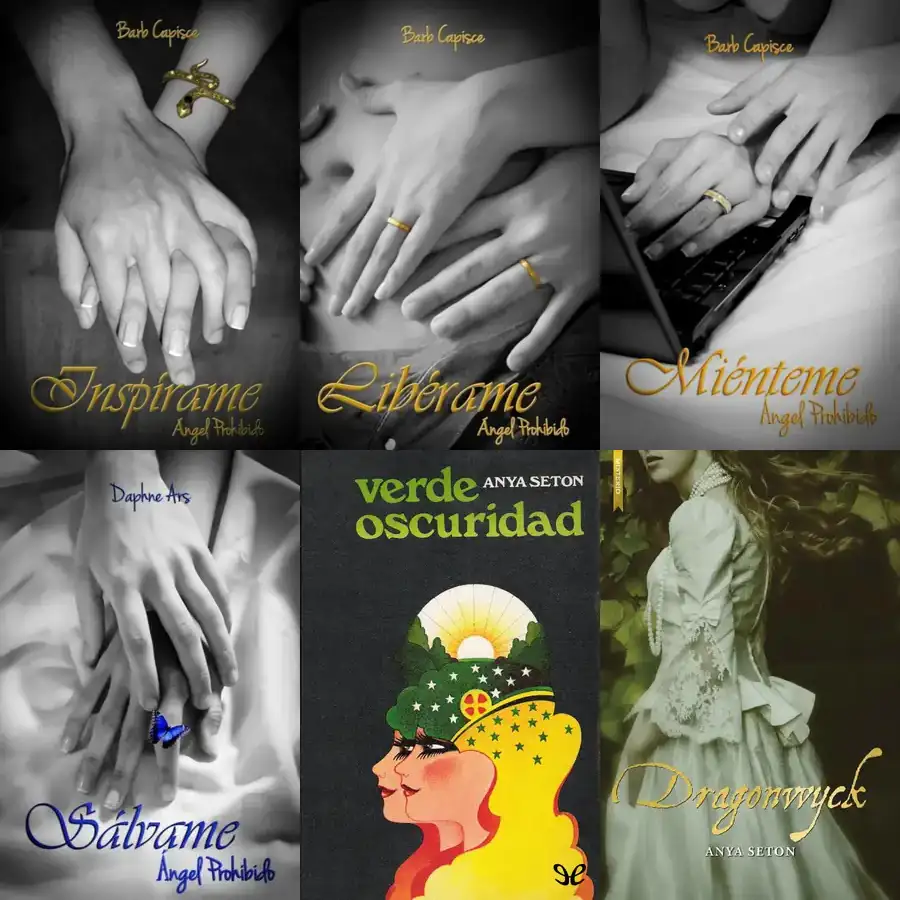 Barb Capisce
Inspírame
Ángel Prohibido
Barb Capisce
Libérame
Ángel Prohibido
Barb Capisce
Miénteme
Ángel Prohibido
Daphne Ars
Sálvame
Ángel Prohibido
verde
ANYA SETON
oscuridad
Dragonwyck
ANYA SETON